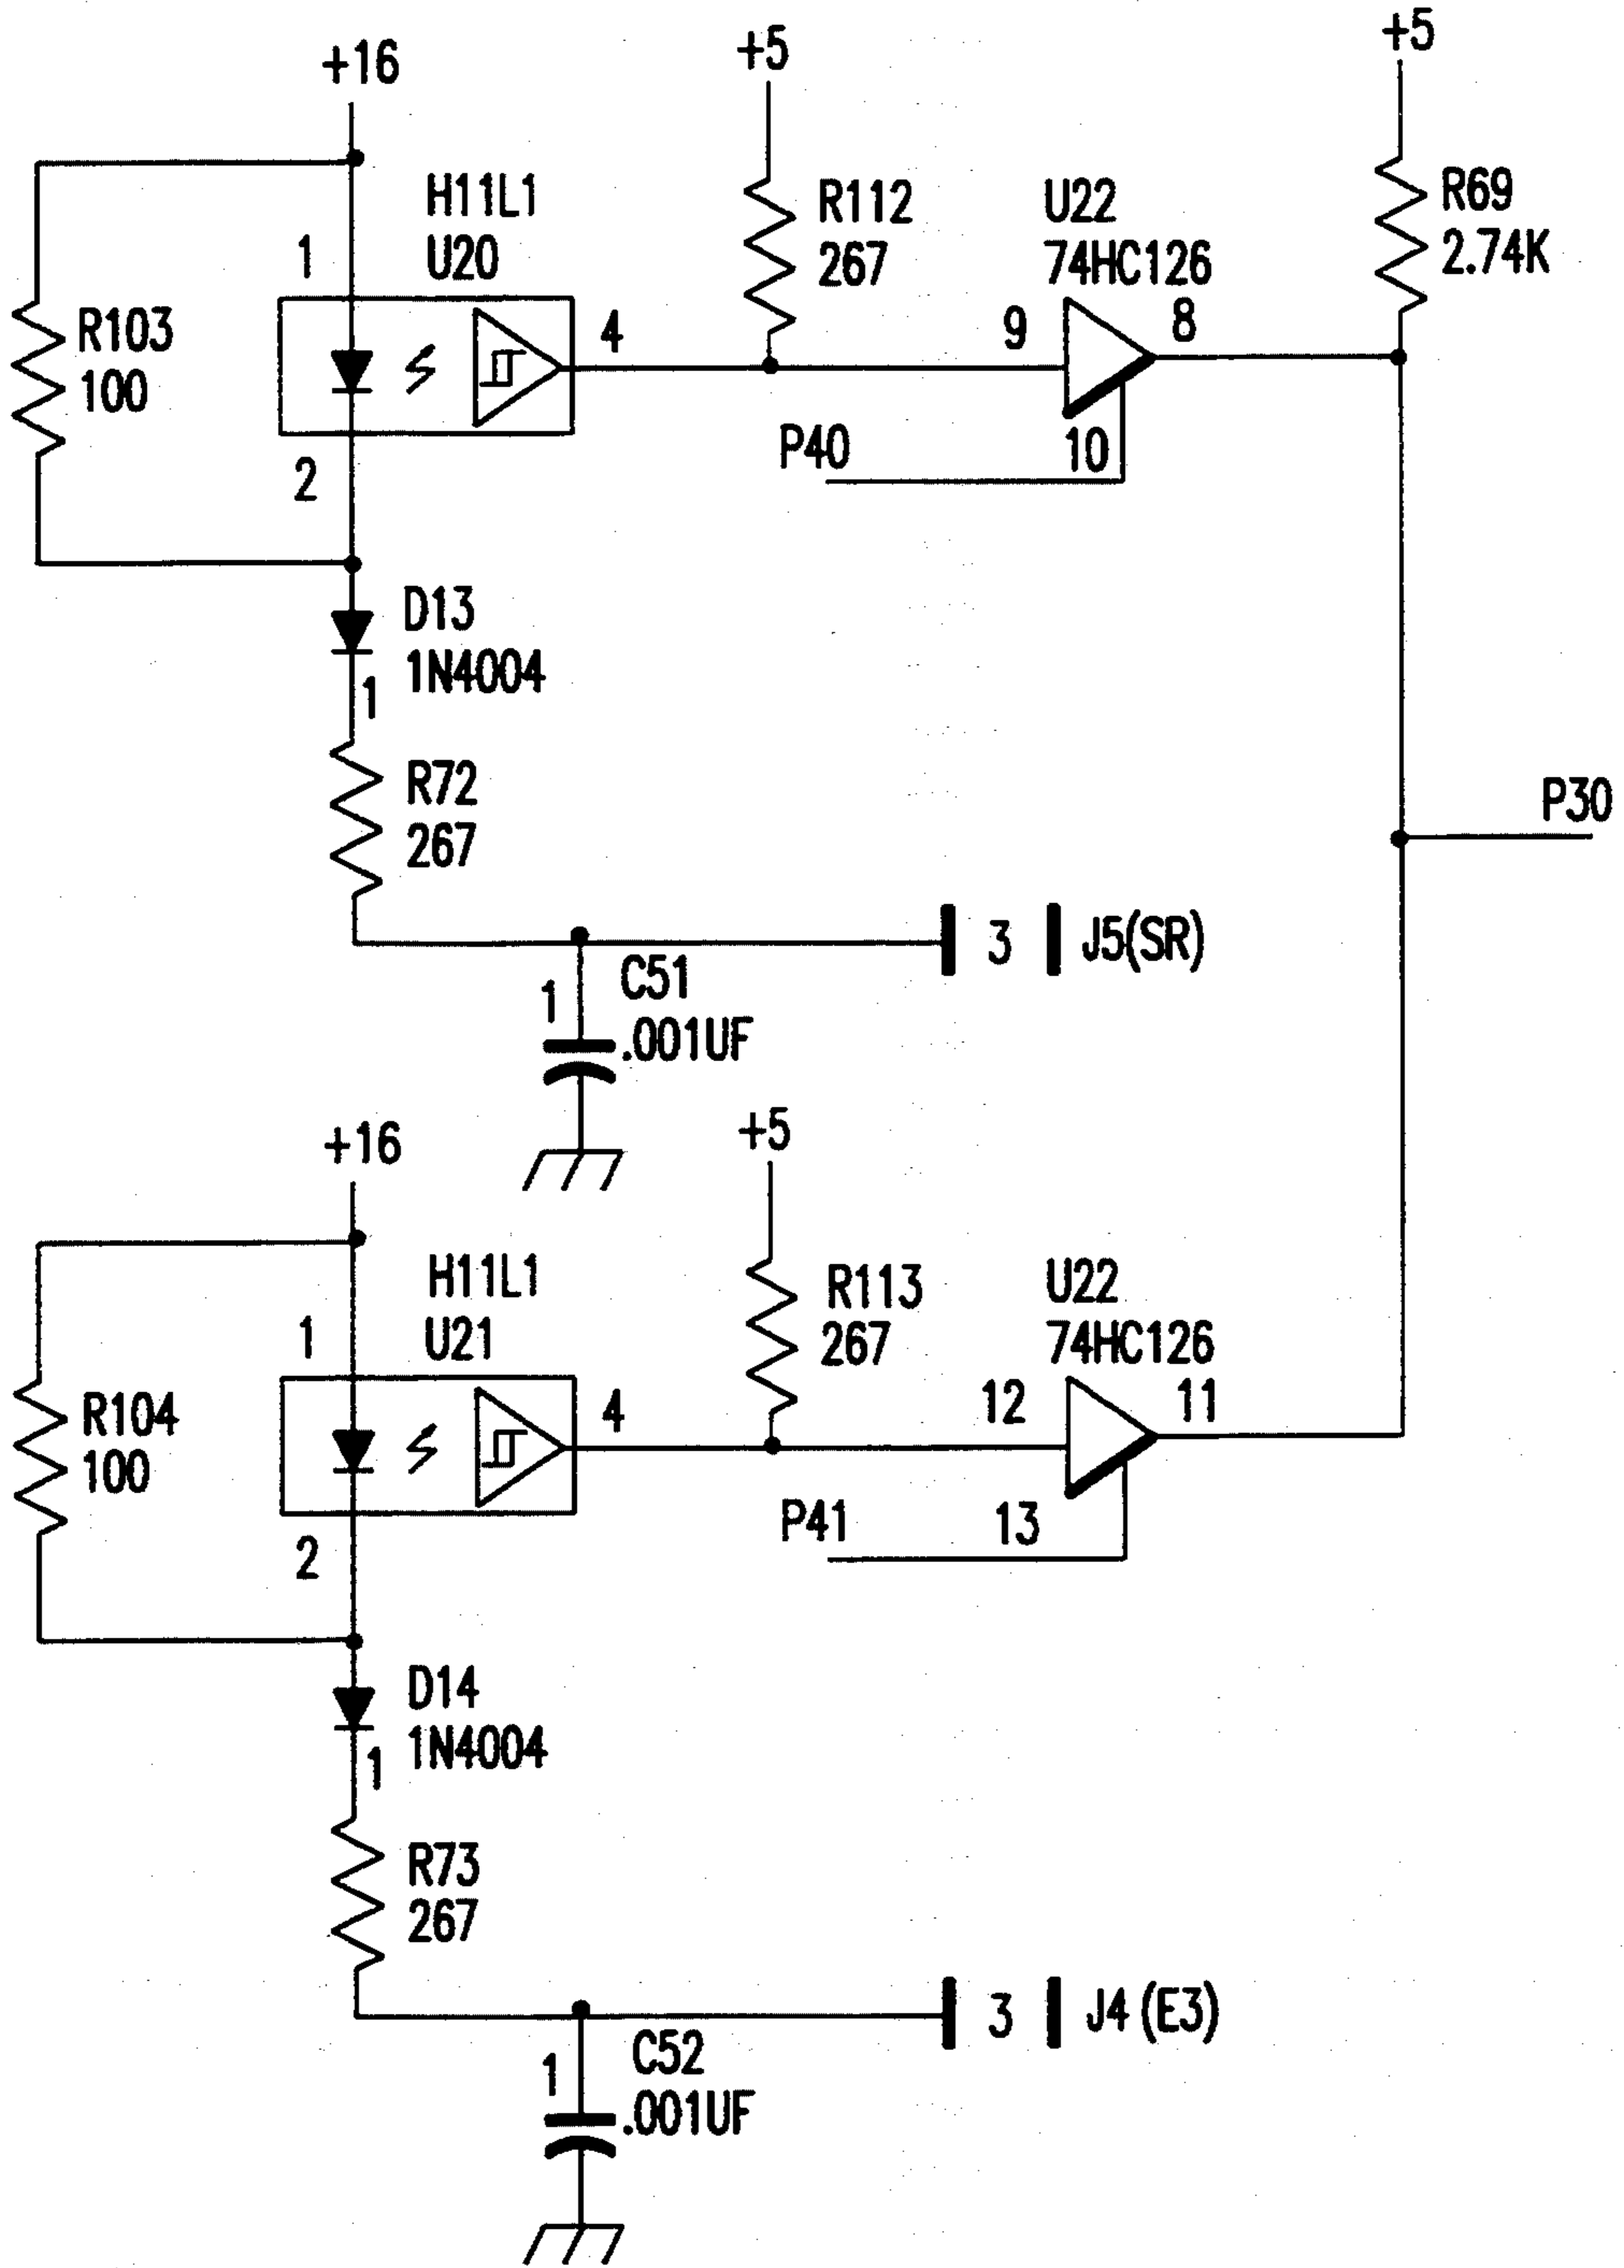 +16
+5
+5
H11L1
U20
1
R103
100
4
2
R112
267
U22
74HC126
9
8
10
P40
R69
2.74K
D13
1N4004
1
R72
267
P30
3
J5(SR)
C51
.001UF
1
+16
+5
H11L1
U21
1
R104
100
4
2
R113
267
U22
74HC126
12
11
13
P41
D14
1N4004
1
R73
267
3
J4(E3)
C52
.001UF
1